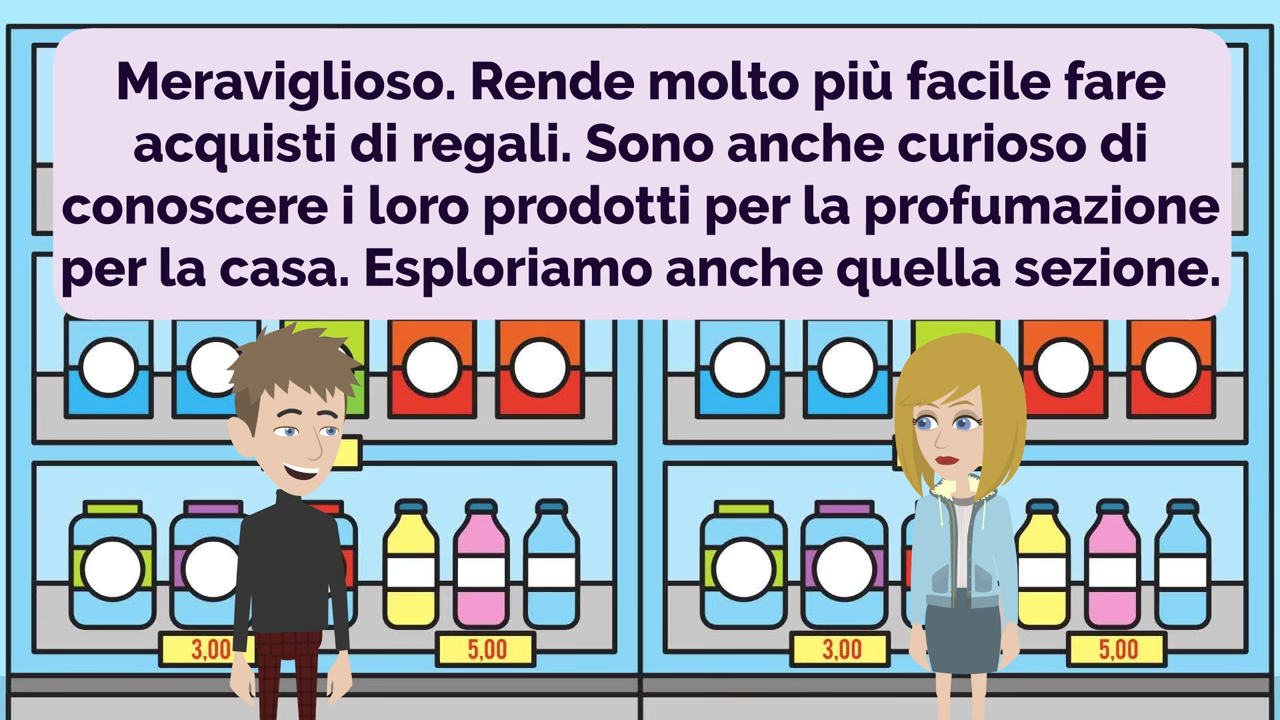 Meraviglioso. Rende molto più facile fare
acquisti di regali. Sono anche curioso di
conoscere i loro prodotti per la profumazione
per la casa. Esploriamo anche quella sezione.
3,00
5,00
3,00
5,00